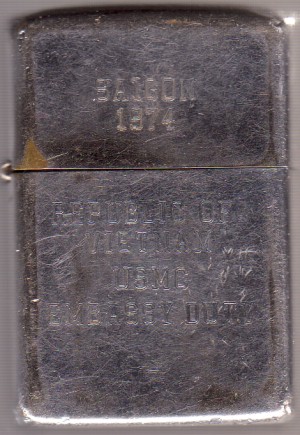 SAIGON
1974
REPUBLIC OF
VIETNAM
USMC
EMBASSY DUTY